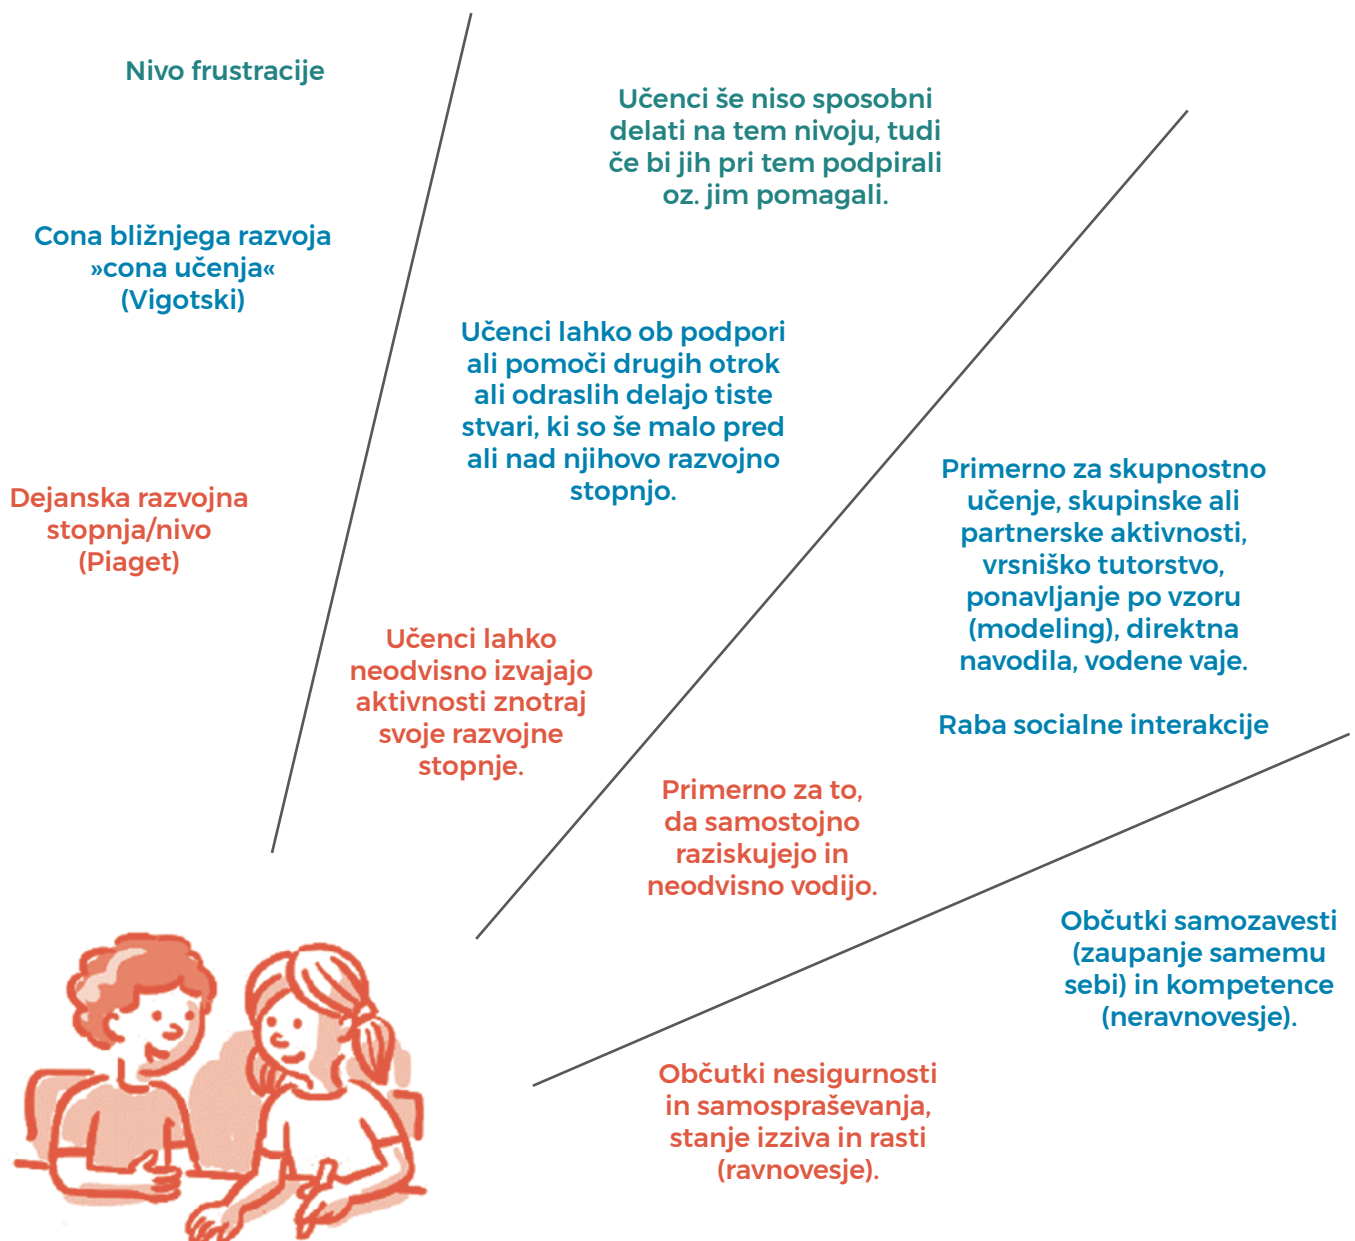 Nivo frustracije
Učenci še niso sposobni
delati na tem nivoju, tudi
če bi jih pri tem podpirali
oz. jim pomagali.
Cona bližnjega razvoja
»cona učenja«
(Vigotski)
Učenci lahko ob podpori
ali pomoči drugih otrok
ali odraslih delajo tiste
stvari, ki so še malo pred
ali nad njihovo razvojno
stopnjo.
Primerno za skupnostno
učenje, skupinske ali
partnerske aktivnosti,
vrsniško tutorstvo,
ponavljanje po vzoru
(modeling), direktna
navodila, vodene vaje.
Raba socialne interakcije
Dejanska razvojna
stopnja/nivo
(Piaget)
Učenci lahko
neodvisno izvajajo
aktivnosti znotraj
svoje razvojne
stopnje.
Primerno za to,
da samostojno
raziskujejo in
neodvisno vodijo.
Občutki samozavesti
(zaupanje samemu
sebi) in kompetence
(neravnovesje).
Občutki nesigurnosti
in samospraševanja,
stanje izziva in rasti
(ravnovesje).